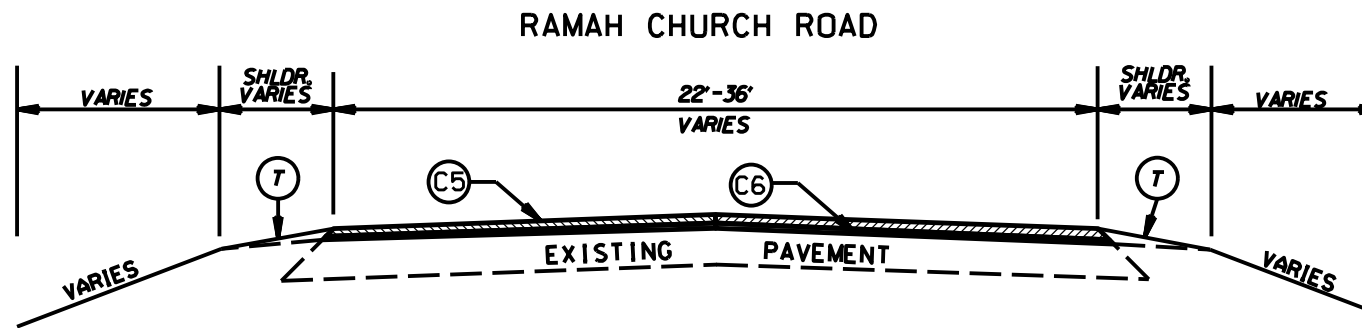 RAMAH CHURCH ROAD
VARIES
SHLDR.
VARIES
22'-36'
VARIES
SHLDR.
VARIES
VARIES
T
C5
C6
T
EXISTING PAVEMENT
VARIES
VARIES